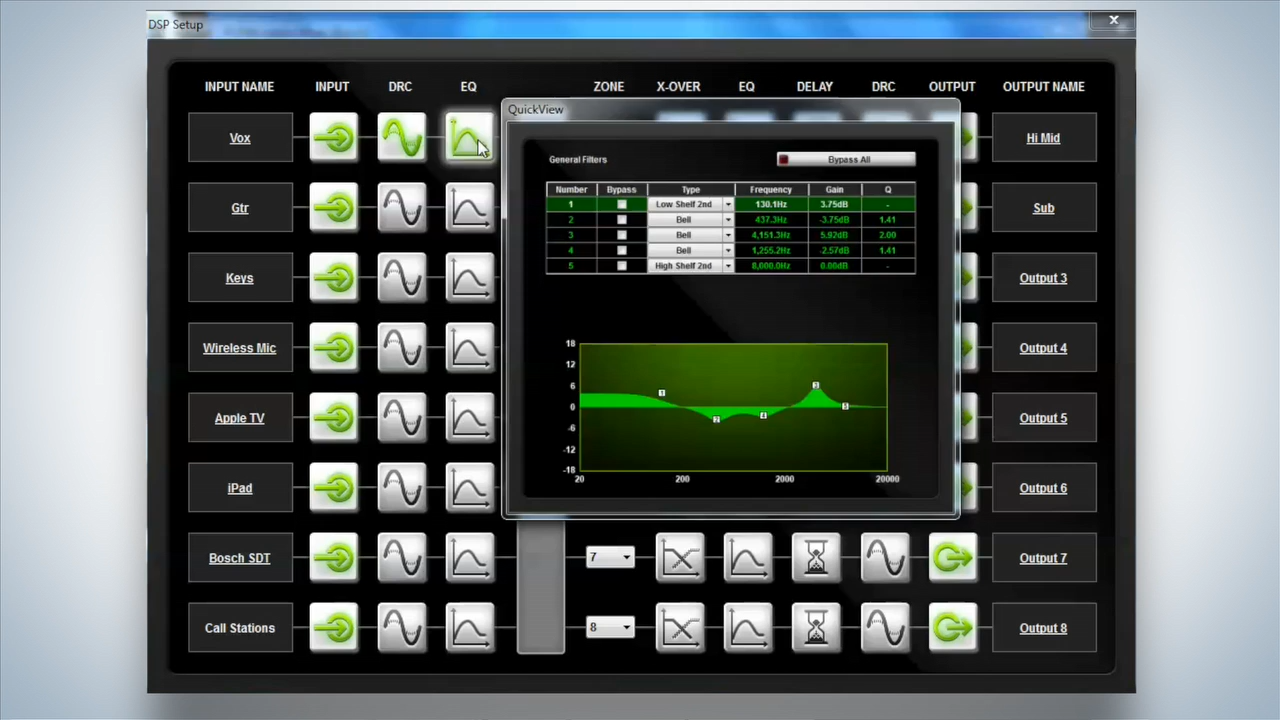 DSP Setup
INPUT NAME INPUT DRC EQ ZONE X-OVER EQ DELAY DRC OUTPUT OUTPUT NAME
QuickView
Vox Hi Mid
General Filters Bypass All
Number Bypass Type Frequency Gain Q
1 Low Shelf 2nd 130.1Hz 3.75dB -
2 Bell 437.3Hz -3.75dB 1.41
3 Bell 4,151.3Hz 5.92dB 2.00
4 Bell 1,255.2Hz -2.57dB 1.41
5 High Shelf 2nd 8,000.0Hz 0.00dB -
Gtr Sub
Keys Output 3
Wireless Mic Output 4
18
12
6
0
-6
-12
-18
1 2 4 3 5
20 200 2000 20000
Apple TV Output 5
iPad Output 6
Bosch SDT 7 Output 7
Call Stations 8 Output 8